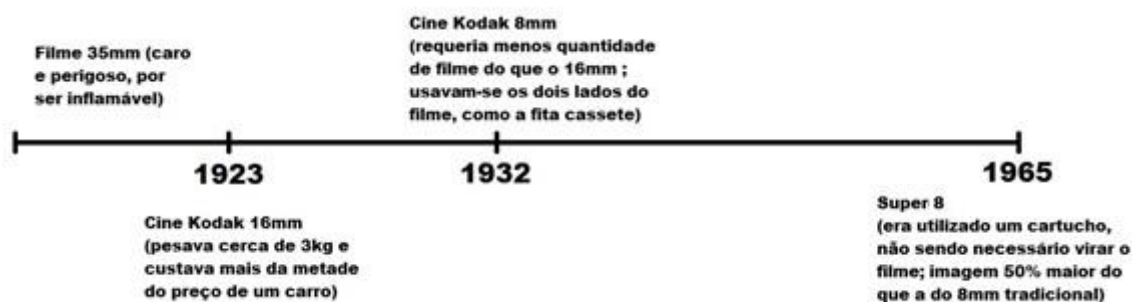 Filme 35mm (caro
e perigoso, por
ser inflamável)
Cine Kodak 8mm
(requeria menos quantidade
de filme do que o 16mm ;
usavam-se os dois lados do
filme, como a fita cassete)
1923
1932
1965
Cine Kodak 16mm
(pesava cerca de 3kg e
custava mais da metade
do preço de um carro)
Super 8
(era utilizado um cartucho,
não sendo necessário virar o
filme; imagem 50% maior do
que a do 8mm tradicional)